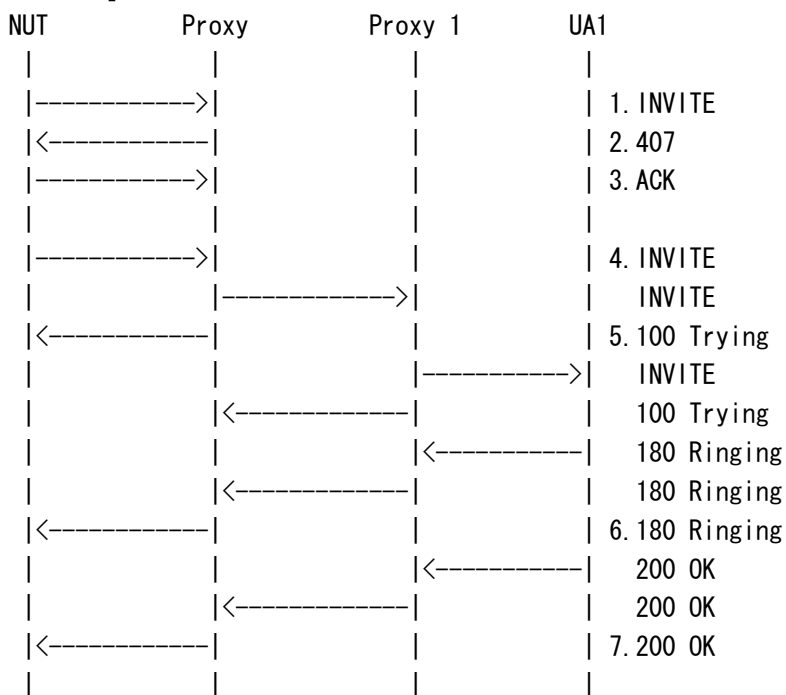 NUT Proxy Proxy 1 UA1
| | | |
|------------>| | | 1. INVITE
|<------------| | | 2. 407
|------------>| | | 3. ACK
| | | |
|------------>| | | 4. INVITE
| |------------->| | INVITE
|<------------| | | 5. 100 Trying
| | |----------->| INVITE
| |<-------------| | 100 Trying
| | |<-----------| 180 Ringing
| |<-------------| | 180 Ringing
|<------------| | | 6. 180 Ringing
| | |<-----------| 200 OK
| |<-------------| | 200 OK
|<------------| | | 7. 200 OK
| | | |